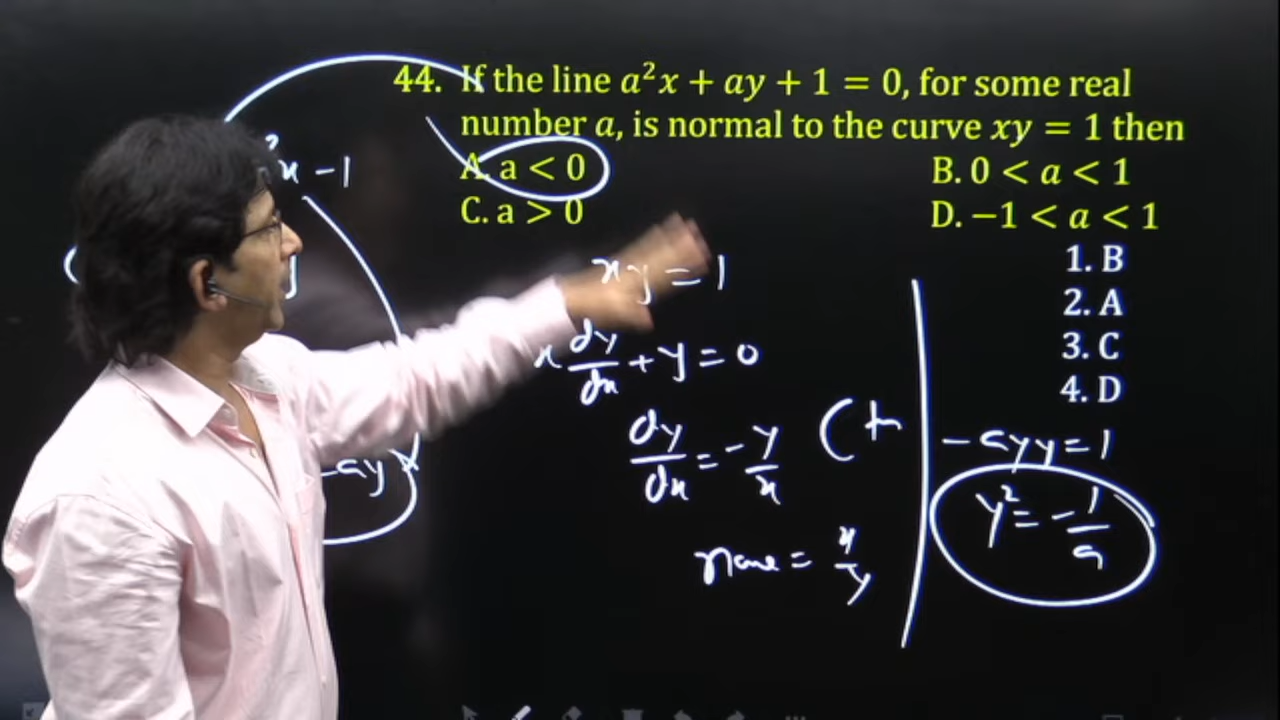 44. If the line a²x + ay + 1 = 0, for some real
number a, is normal to the curve xy = 1 then
A. a < 0
B. 0 < a < 1
C. a > 0
D. −1 < a < 1
1. B
2. A
3. C
4. D
x − 1
xy = 1
x dy/dx + y = 0
dy/dx = − y/x
= x/y
-ay
− ayy = 1
y² = − 1/a